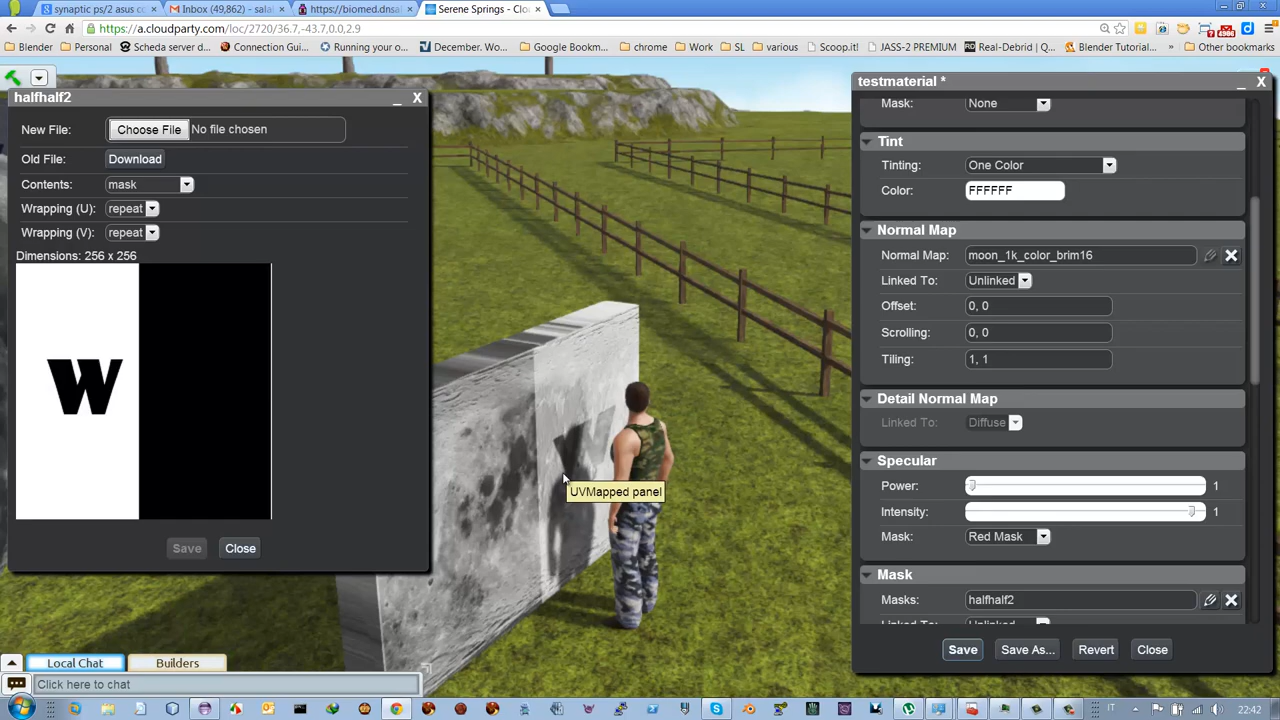 synaptic ps/2 asus co
Inbox (49,862) - salal
https://biomed.dnsal
Serene Springs - Clo
https://a.cloudparty.com/loc/2720/36.7,-43.7,0.0,2.9
Blender
Personal
Scheda server d...
Connection Gui...
Running your o...
December. Wo...
Google Bookm...
chrome
Work
SL
various
Scoop.it!
JASS-2 PREMIUM
Real-Debrid | Q...
Blender Tutorial...
Other bookmarks
halfhalf2
_ X
New File: Choose File No file chosen
Old File: Download
Contents: mask
Wrapping (U): repeat
Wrapping (V): repeat
Dimensions: 256 x 256
W
Save Close
UVMapped panel
testmaterial *
_ X
Mask: None
Tint
Tinting: One Color
Color: FFFFFF
Normal Map
Normal Map: moon_1k_color_brim16
Linked To: Unlinked
Offset: 0, 0
Scrolling: 0, 0
Tiling: 1, 1
Detail Normal Map
Linked To: Diffuse
Specular
Power: 1
Intensity: 1
Mask: Red Mask
Mask
Masks: halfhalf2
Linked To: Unlinked
Save Save As... Revert Close
Local Chat Builders
Click here to chat
IT 22:42